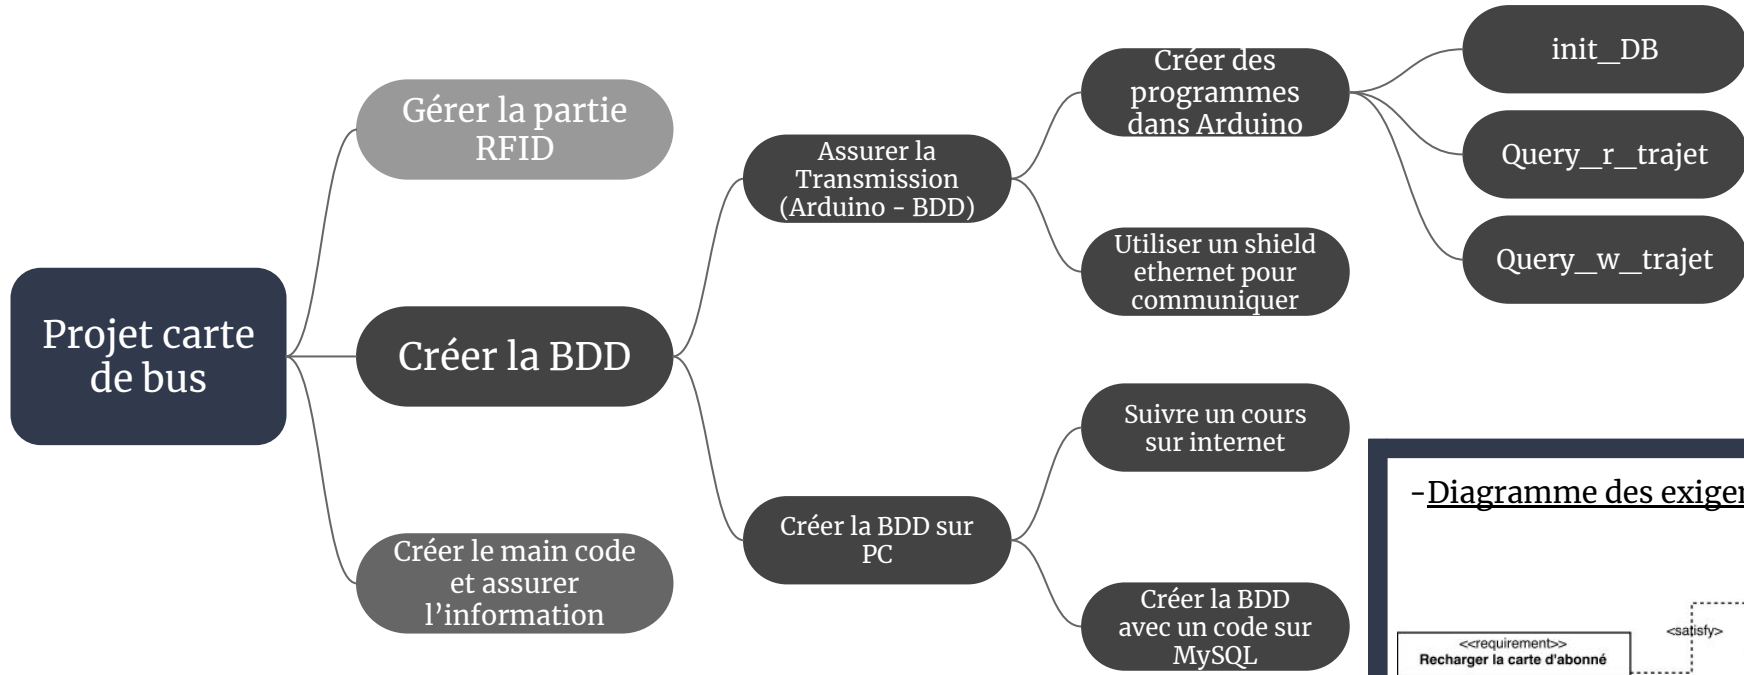 Projet carte
de bus
Gérer la partie
RFID
Créer la BDD
Créer le main code
et assurer
l’information
Assurer la
Transmission
(Arduino - BDD)
Créer la BDD sur
PC
Créer des
programmes
dans Arduino
Utiliser un shield
ethernet pour
communiquer
Suivre un cours
sur internet
Créer la BDD
avec un code sur
MySQL
init_DB
Query_r_trajet
Query_w_trajet
-Diagramme des
<satisfy>
<<requirement>>
Recharger la carte d'abonné